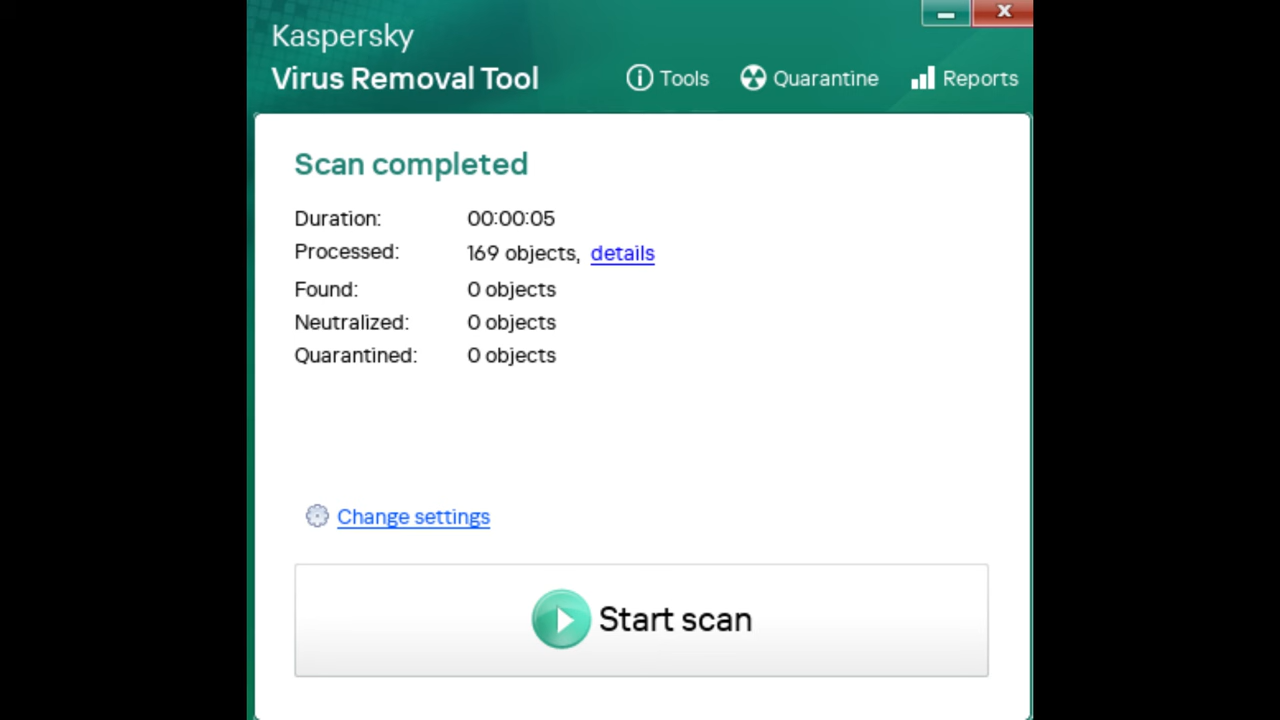 Kaspersky
Virus Removal Tool
Tools Quarantine Reports
Scan completed
Duration: 00:00:05
Processed: 169 objects, details
Found: 0 objects
Neutralized: 0 objects
Quarantined: 0 objects
Change settings
Start scan